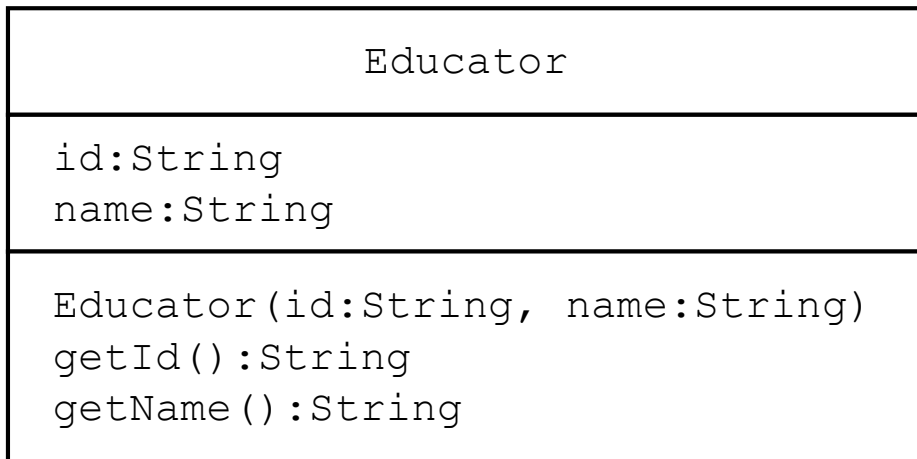 Educator
id:String
name:String
Educator(id:String, name:String)
getId():String
getName():String